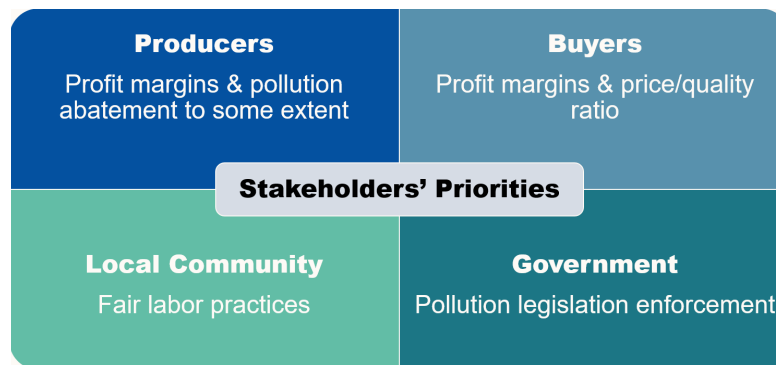 Producers
Profit margins & pollution
abatement to some extent
Buyers
Profit margins & price/quality
ratio
Stakeholders’ Priorities
Local Community
Fair labor practices
Government
Pollution legislation enforcement